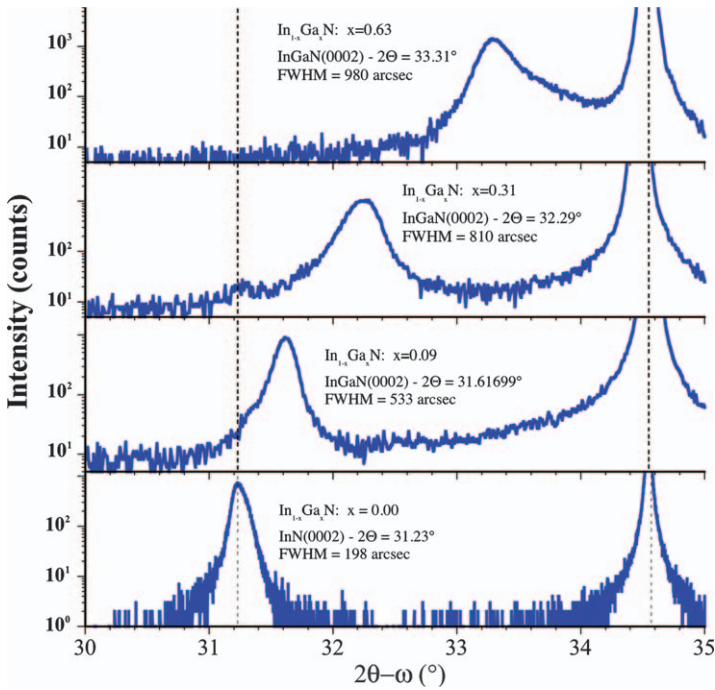 In₁₋ₓGaₓN: x=0.63
InGaN(0002) - 2Θ = 33.31°
FWHM = 980 arcsec
10³
10²
10¹
In₁₋ₓGaₓN: x=0.31
InGaN(0002) - 2Θ = 32.29°
FWHM = 810 arcsec
10²
10¹
In₁₋ₓGaₓN: x=0.09
InGaN(0002) - 2Θ = 31.61699°
FWHM = 533 arcsec
10²
10¹
In₁₋ₓGaₓN: x = 0.00
InN(0002) - 2Θ = 31.23°
FWHM = 198 arcsec
10²
10¹
10⁰
Intensity (counts)
30 31 32 33 34 35
2θ–ω (°)